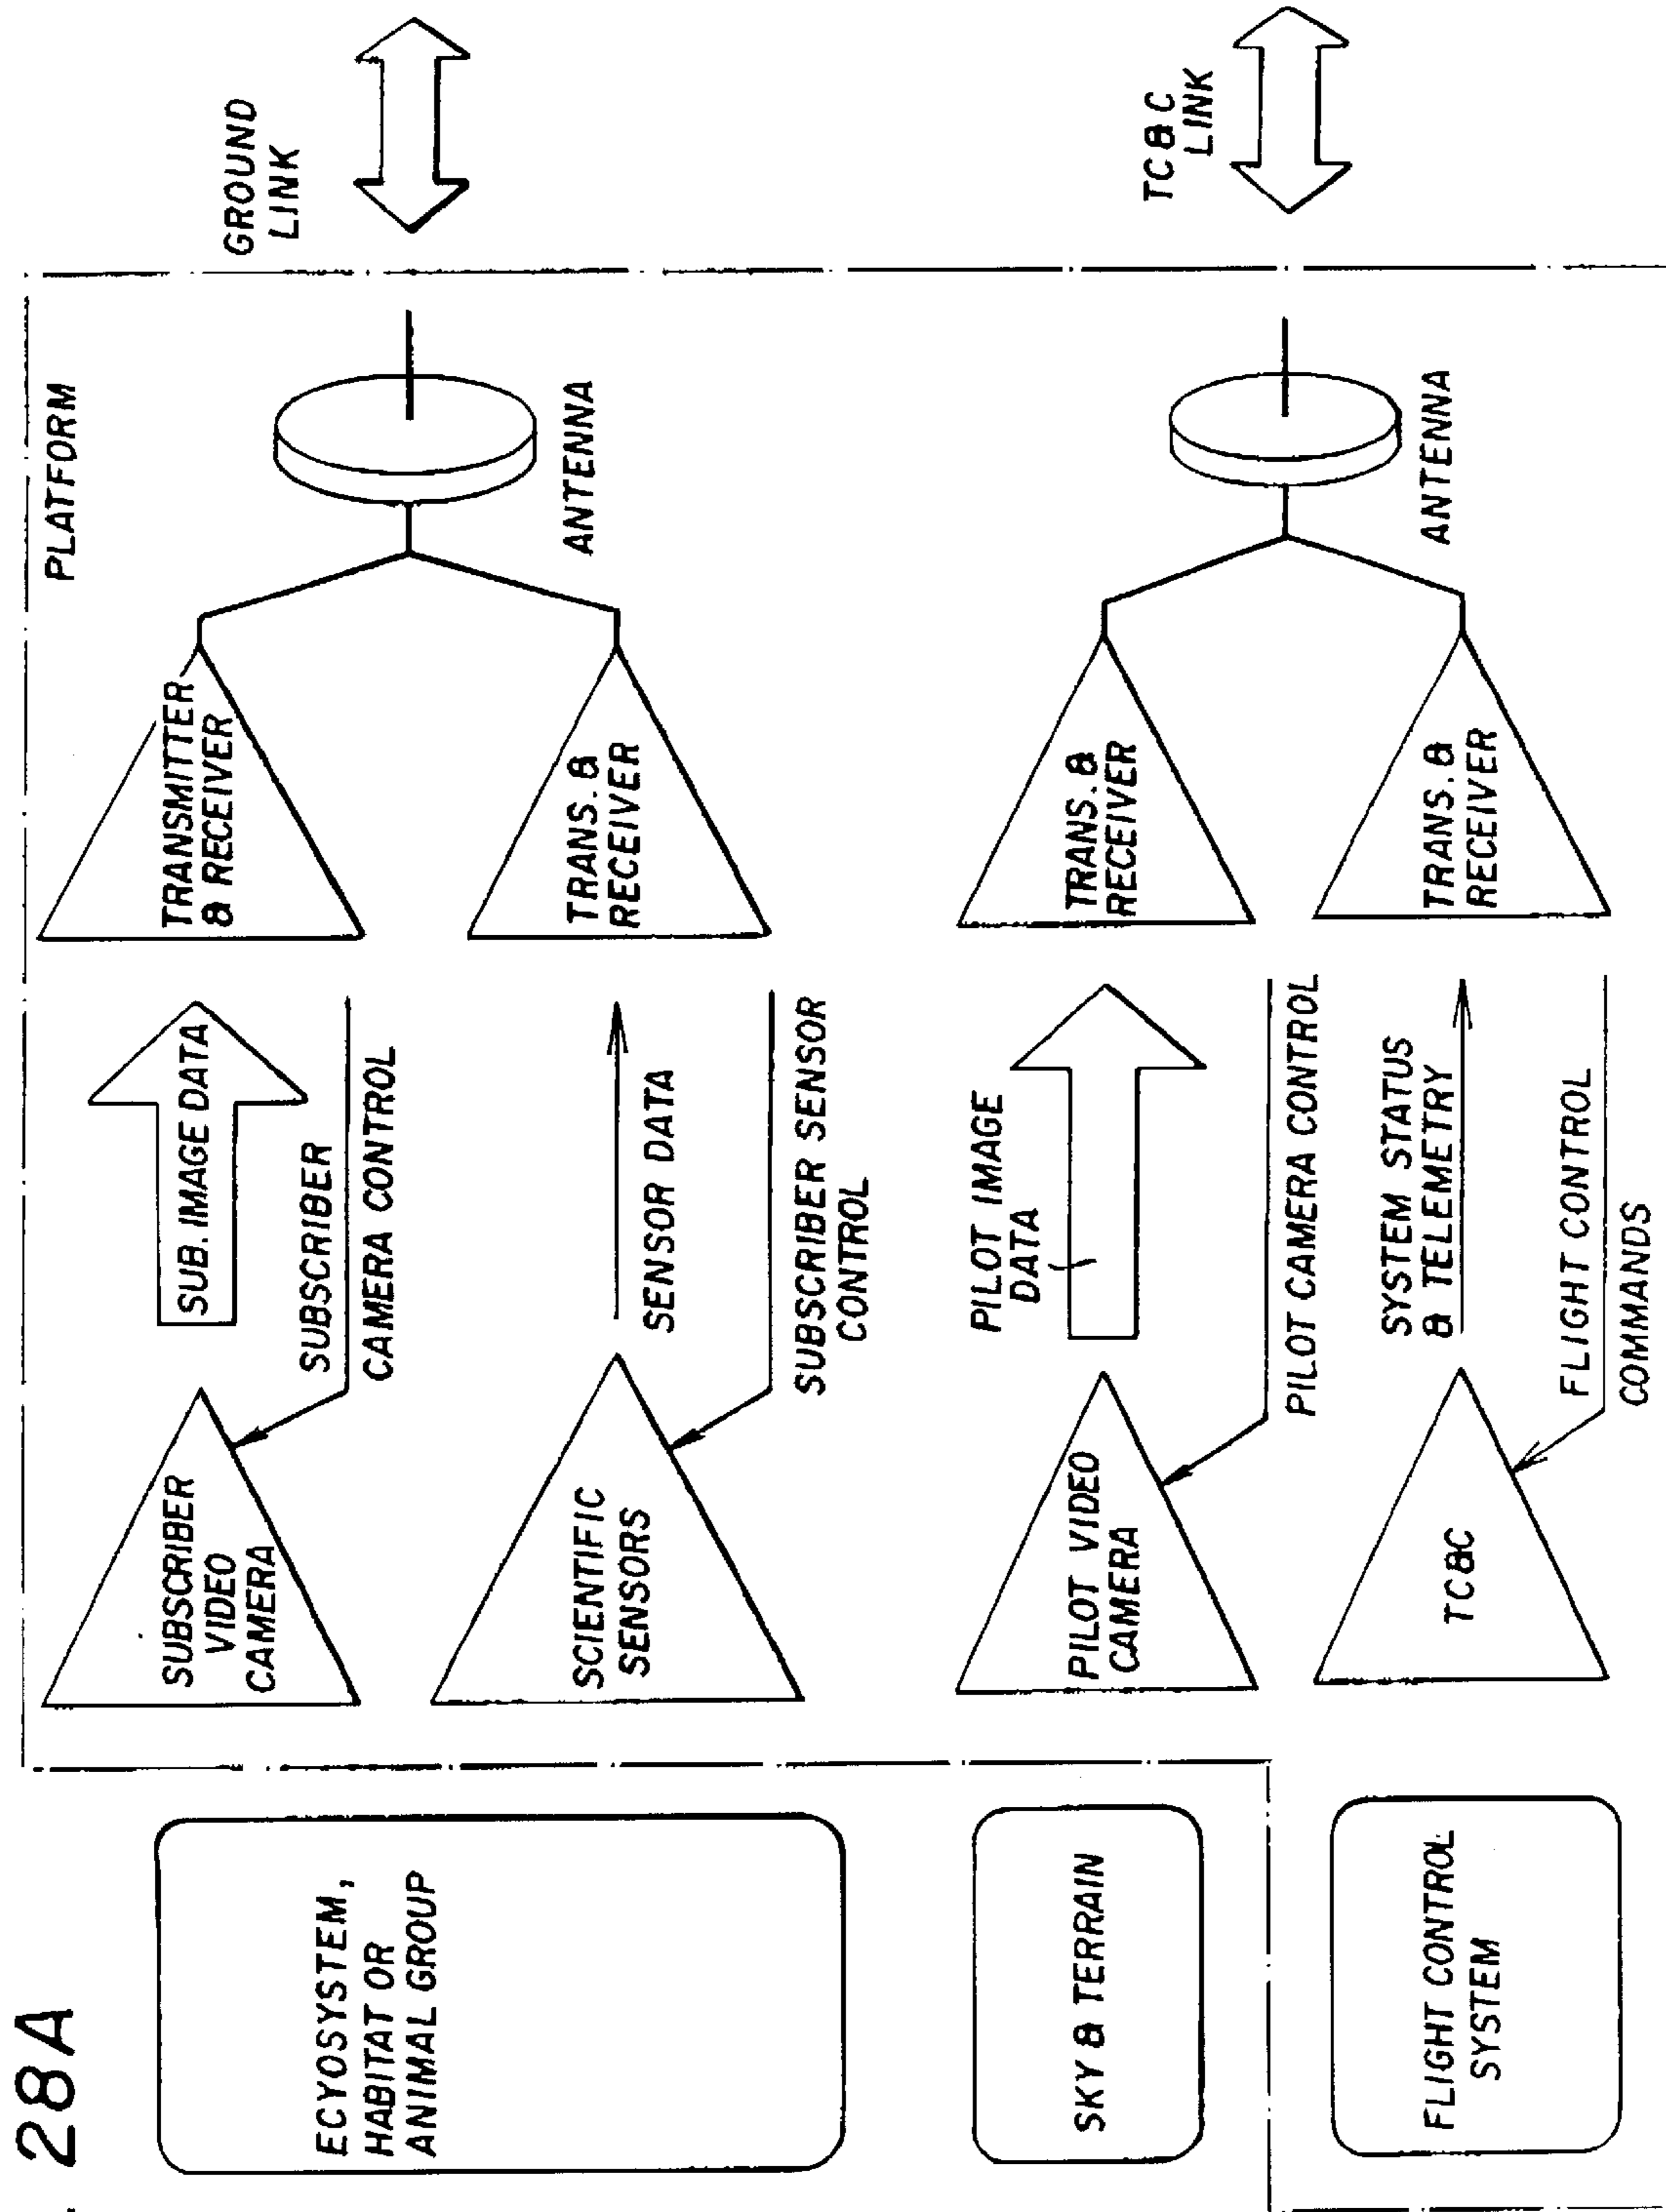 28A
PLATFORM
ECYOSYSTEM,
HABITAT OR
ANIMAL GROUP
SUBSCRIBER
VIDEO
CAMERA
SUB. IMAGE DATA
SUBSCRIBER
CAMERA CONTROL
TRANSMITTER
& RECEIVER
GROUND
LINK
SCIENTIFIC
SENSORS
SENSOR DATA
SUBSCRIBER SENSOR
CONTROL
TRANS. &
RECEIVER
ANTENNA
SKY & TERRAIN
PILOT VIDEO
CAMERA
PILOT IMAGE
DATA
PILOT CAMERA CONTROL
TRANS. &
RECEIVER
TC&C
LINK
FLIGHT CONTROL
SYSTEM
TC&C
SYSTEM STATUS
& TELEMETRY
FLIGHT CONTROL
COMMANDS
TRANS. &
RECEIVER
ANTENNA